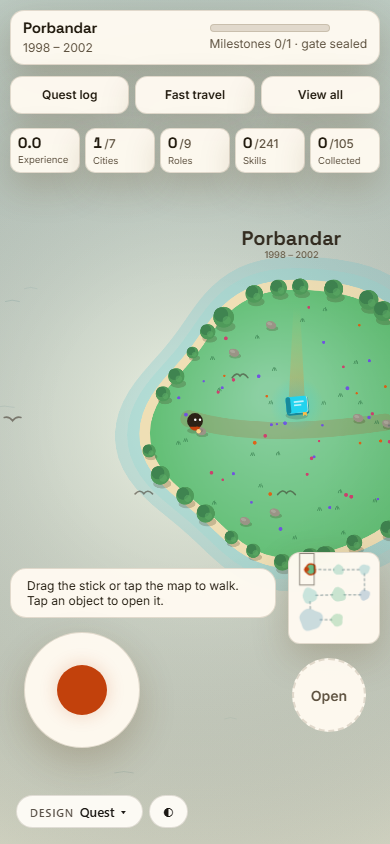 Porbandar
1998 – 2002
Milestones 0/1 · gate sealed
Quest log
Fast travel
View all
0.0
Experience
1/7
Cities
0/9
Roles
0/241
Skills
0/105
Collected
Porbandar
1998 – 2002
Drag the stick or tap the map to walk.
Tap an object to open it.
Open
DESIGN Quest